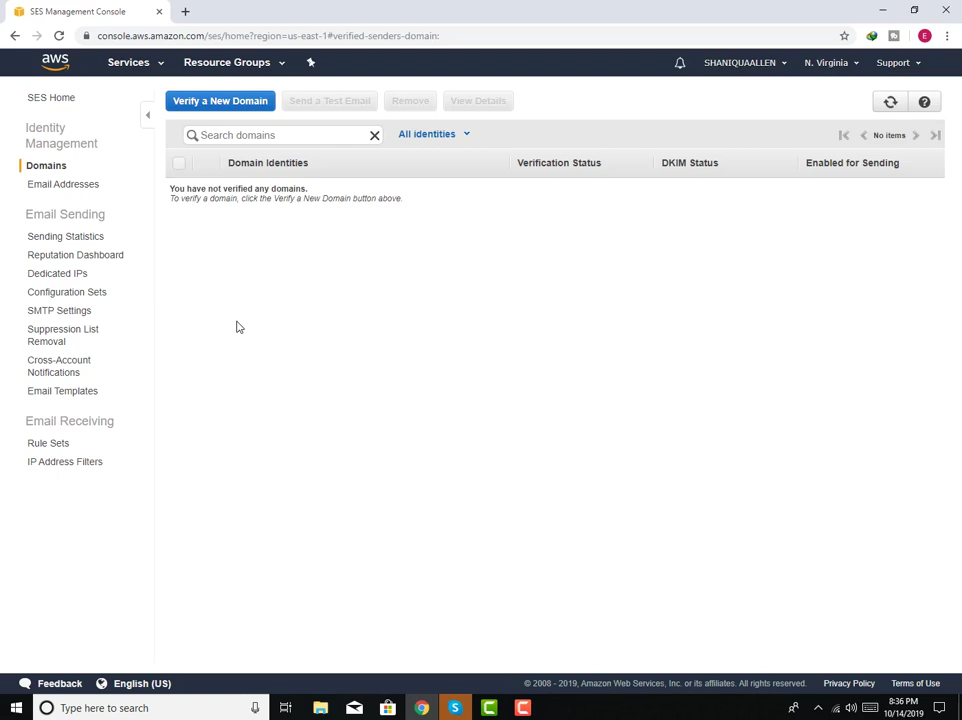 SES Management Console
console.aws.amazon.com/ses/home?region=us-east-1#verified-senders-domain:
E
aws
Services
Resource Groups
SHANIQUAALLEN
N. Virginia
Support
SES Home
Identity
Management
Domains
Email Addresses
Email Sending
Sending Statistics
Reputation Dashboard
Dedicated IPs
Configuration Sets
SMTP Settings
Suppression List
Removal
Cross-Account
Notifications
Email Templates
Email Receiving
Rule Sets
IP Address Filters
Verify a New Domain
Send a Test Email
Remove
View Details
Search domains
All identities
No items
Domain Identities
Verification Status
DKIM Status
Enabled for Sending
You have not verified any domains.
To verify a domain, click the Verify a New Domain button above.
Feedback
English (US)
© 2008 - 2019, Amazon Web Services, Inc. or its affiliates. All rights reserved.
Privacy Policy
Terms of Use
Type here to search
8:36 PM
10/14/2019